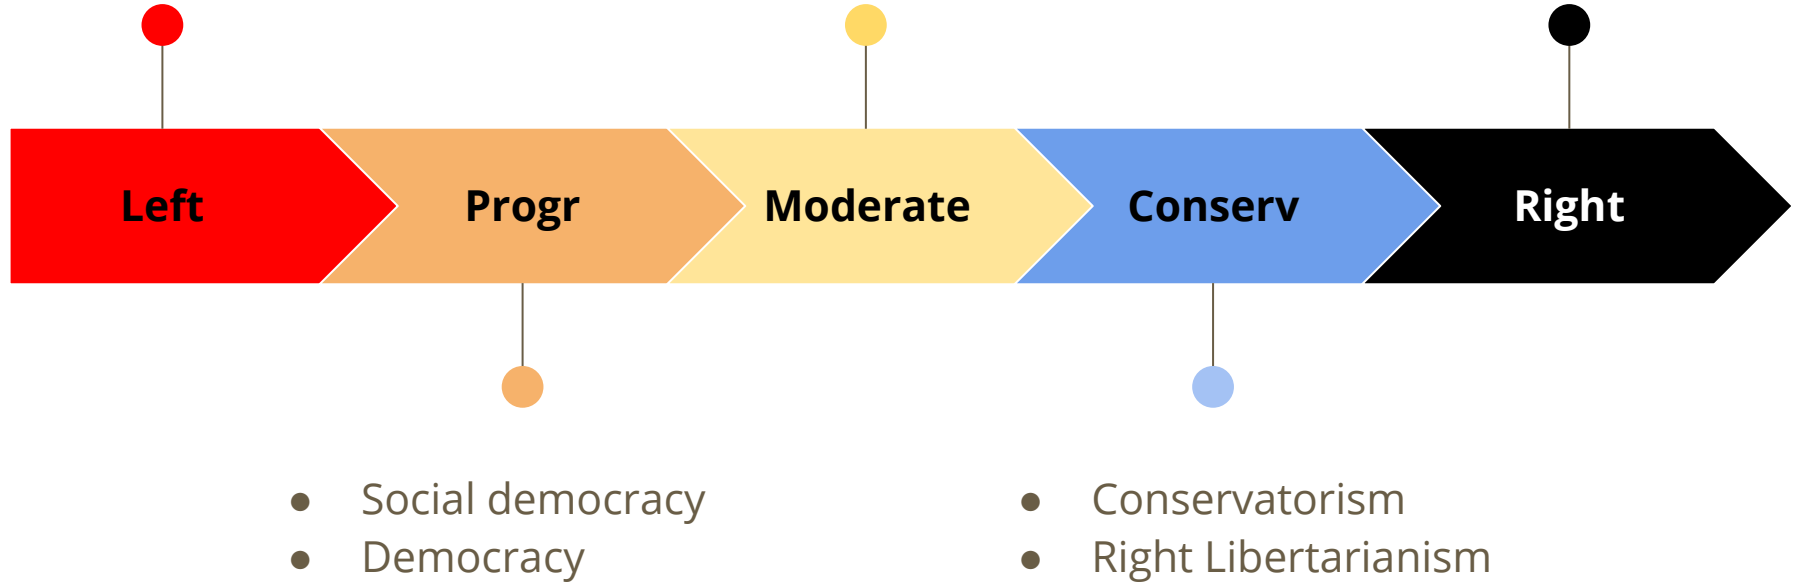 Left
Progr
Moderate
Conserv
Right
● Social democracy
● Democracy
● Conservatorism
● Right Libertarianism